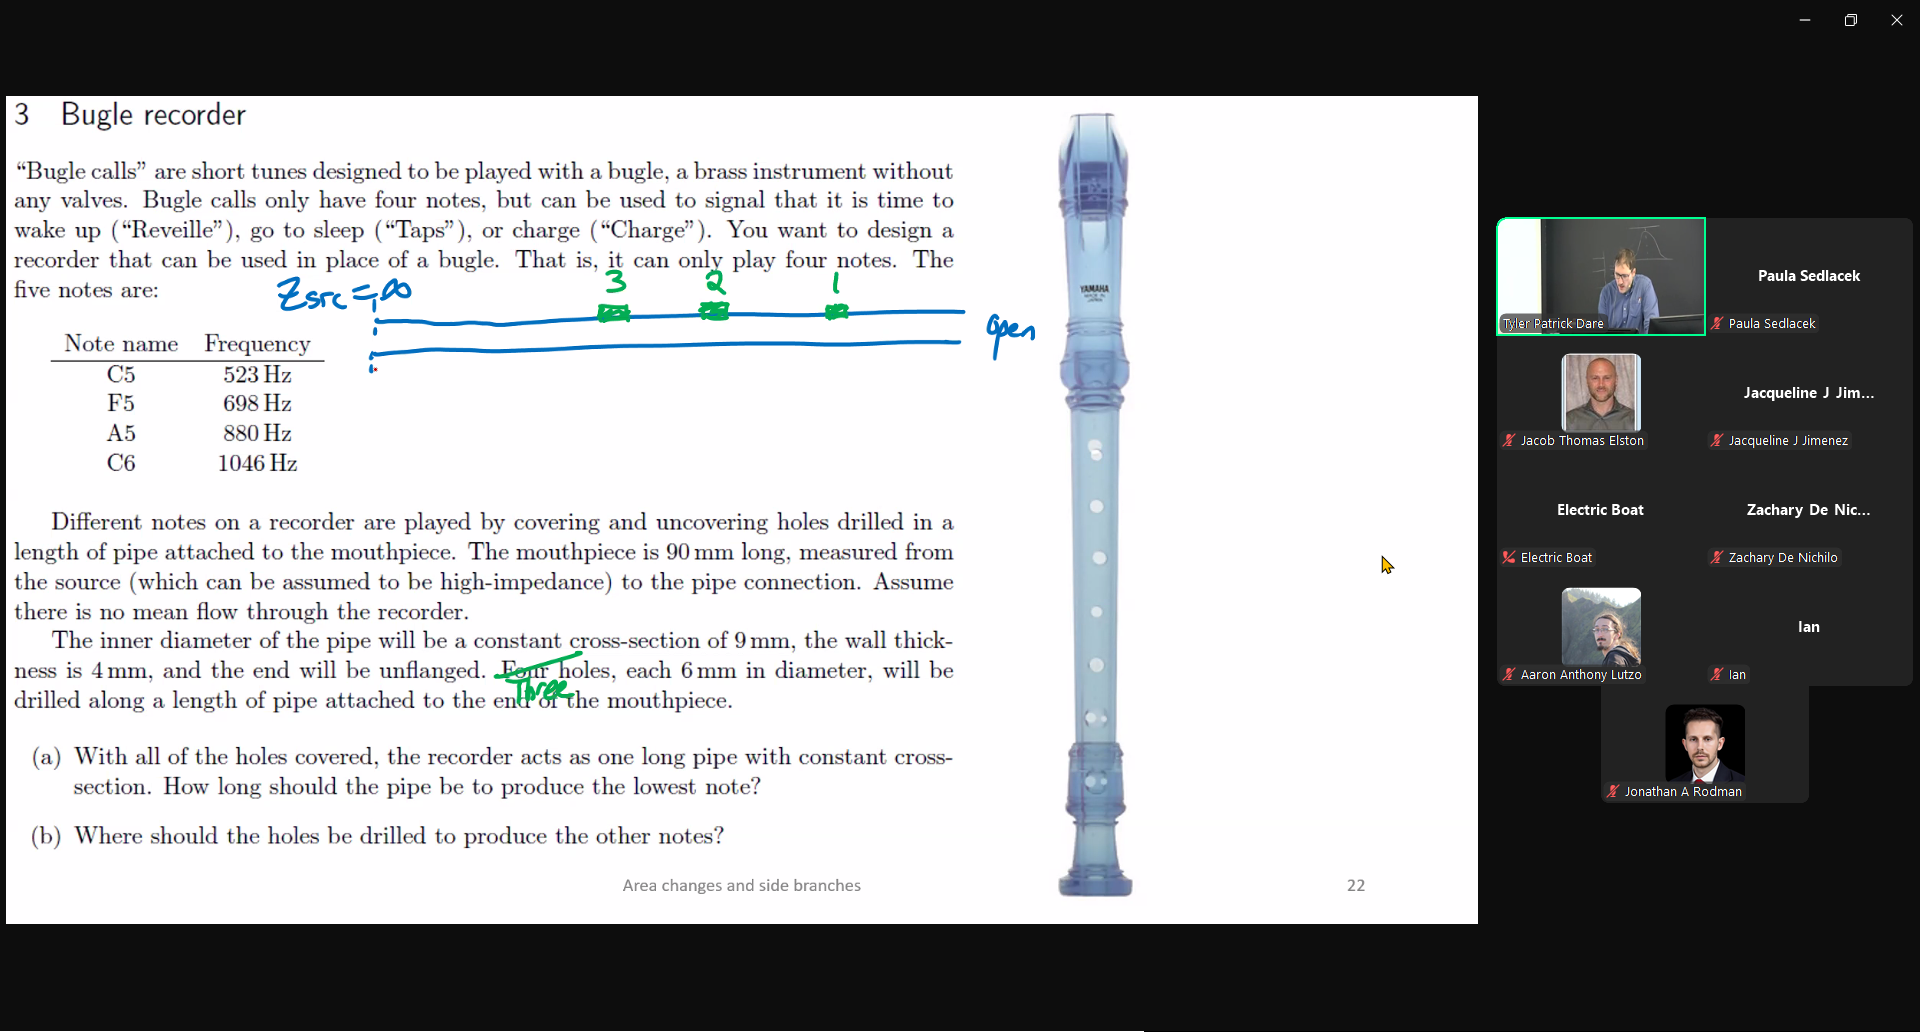 3 Bugle recorder
“Bugle calls” are short tunes designed to be played with a bugle, a brass instrument without
any valves. Bugle calls only have four notes, but can be used to signal that it is time to
wake up (“Reveille”), go to sleep (“Taps”), or charge (“Charge”). You want to design a
recorder that can be used in place of a bugle. That is, it can only play four notes. The
five notes are:
Zsrc = ∞
3 2 1
open
Note name Frequency
C5 523 Hz
F5 698 Hz
A5 880 Hz
C6 1046 Hz
Different notes on a recorder are played by covering and uncovering holes drilled in a
length of pipe attached to the mouthpiece. The mouthpiece is 90 mm long, measured from
the source (which can be assumed to be high-impedance) to the pipe connection. Assume
there is no mean flow through the recorder.
The inner diameter of the pipe will be a constant cross-section of 9 mm, the wall thick-
ness is 4 mm, and the end will be unflanged. Four holes, each 6 mm in diameter, will be
Three
drilled along a length of pipe attached to the end of the mouthpiece.
(a) With all of the holes covered, the recorder acts as one long pipe with constant cross-
section. How long should the pipe be to produce the lowest note?
(b) Where should the holes be drilled to produce the other notes?
Area changes and side branches
22
YAMAHA
MADE IN
JAPAN
Tyler Patrick Dare
Paula Sedlacek
Paula Sedlacek
Jacob Thomas Elston
Jacqueline J Jim...
Jacqueline J Jimenez
Electric Boat
Electric Boat
Zachary De Nic...
Zachary De Nichilo
Aaron Anthony Lutzo
Ian
Ian
Jonathan A Rodman